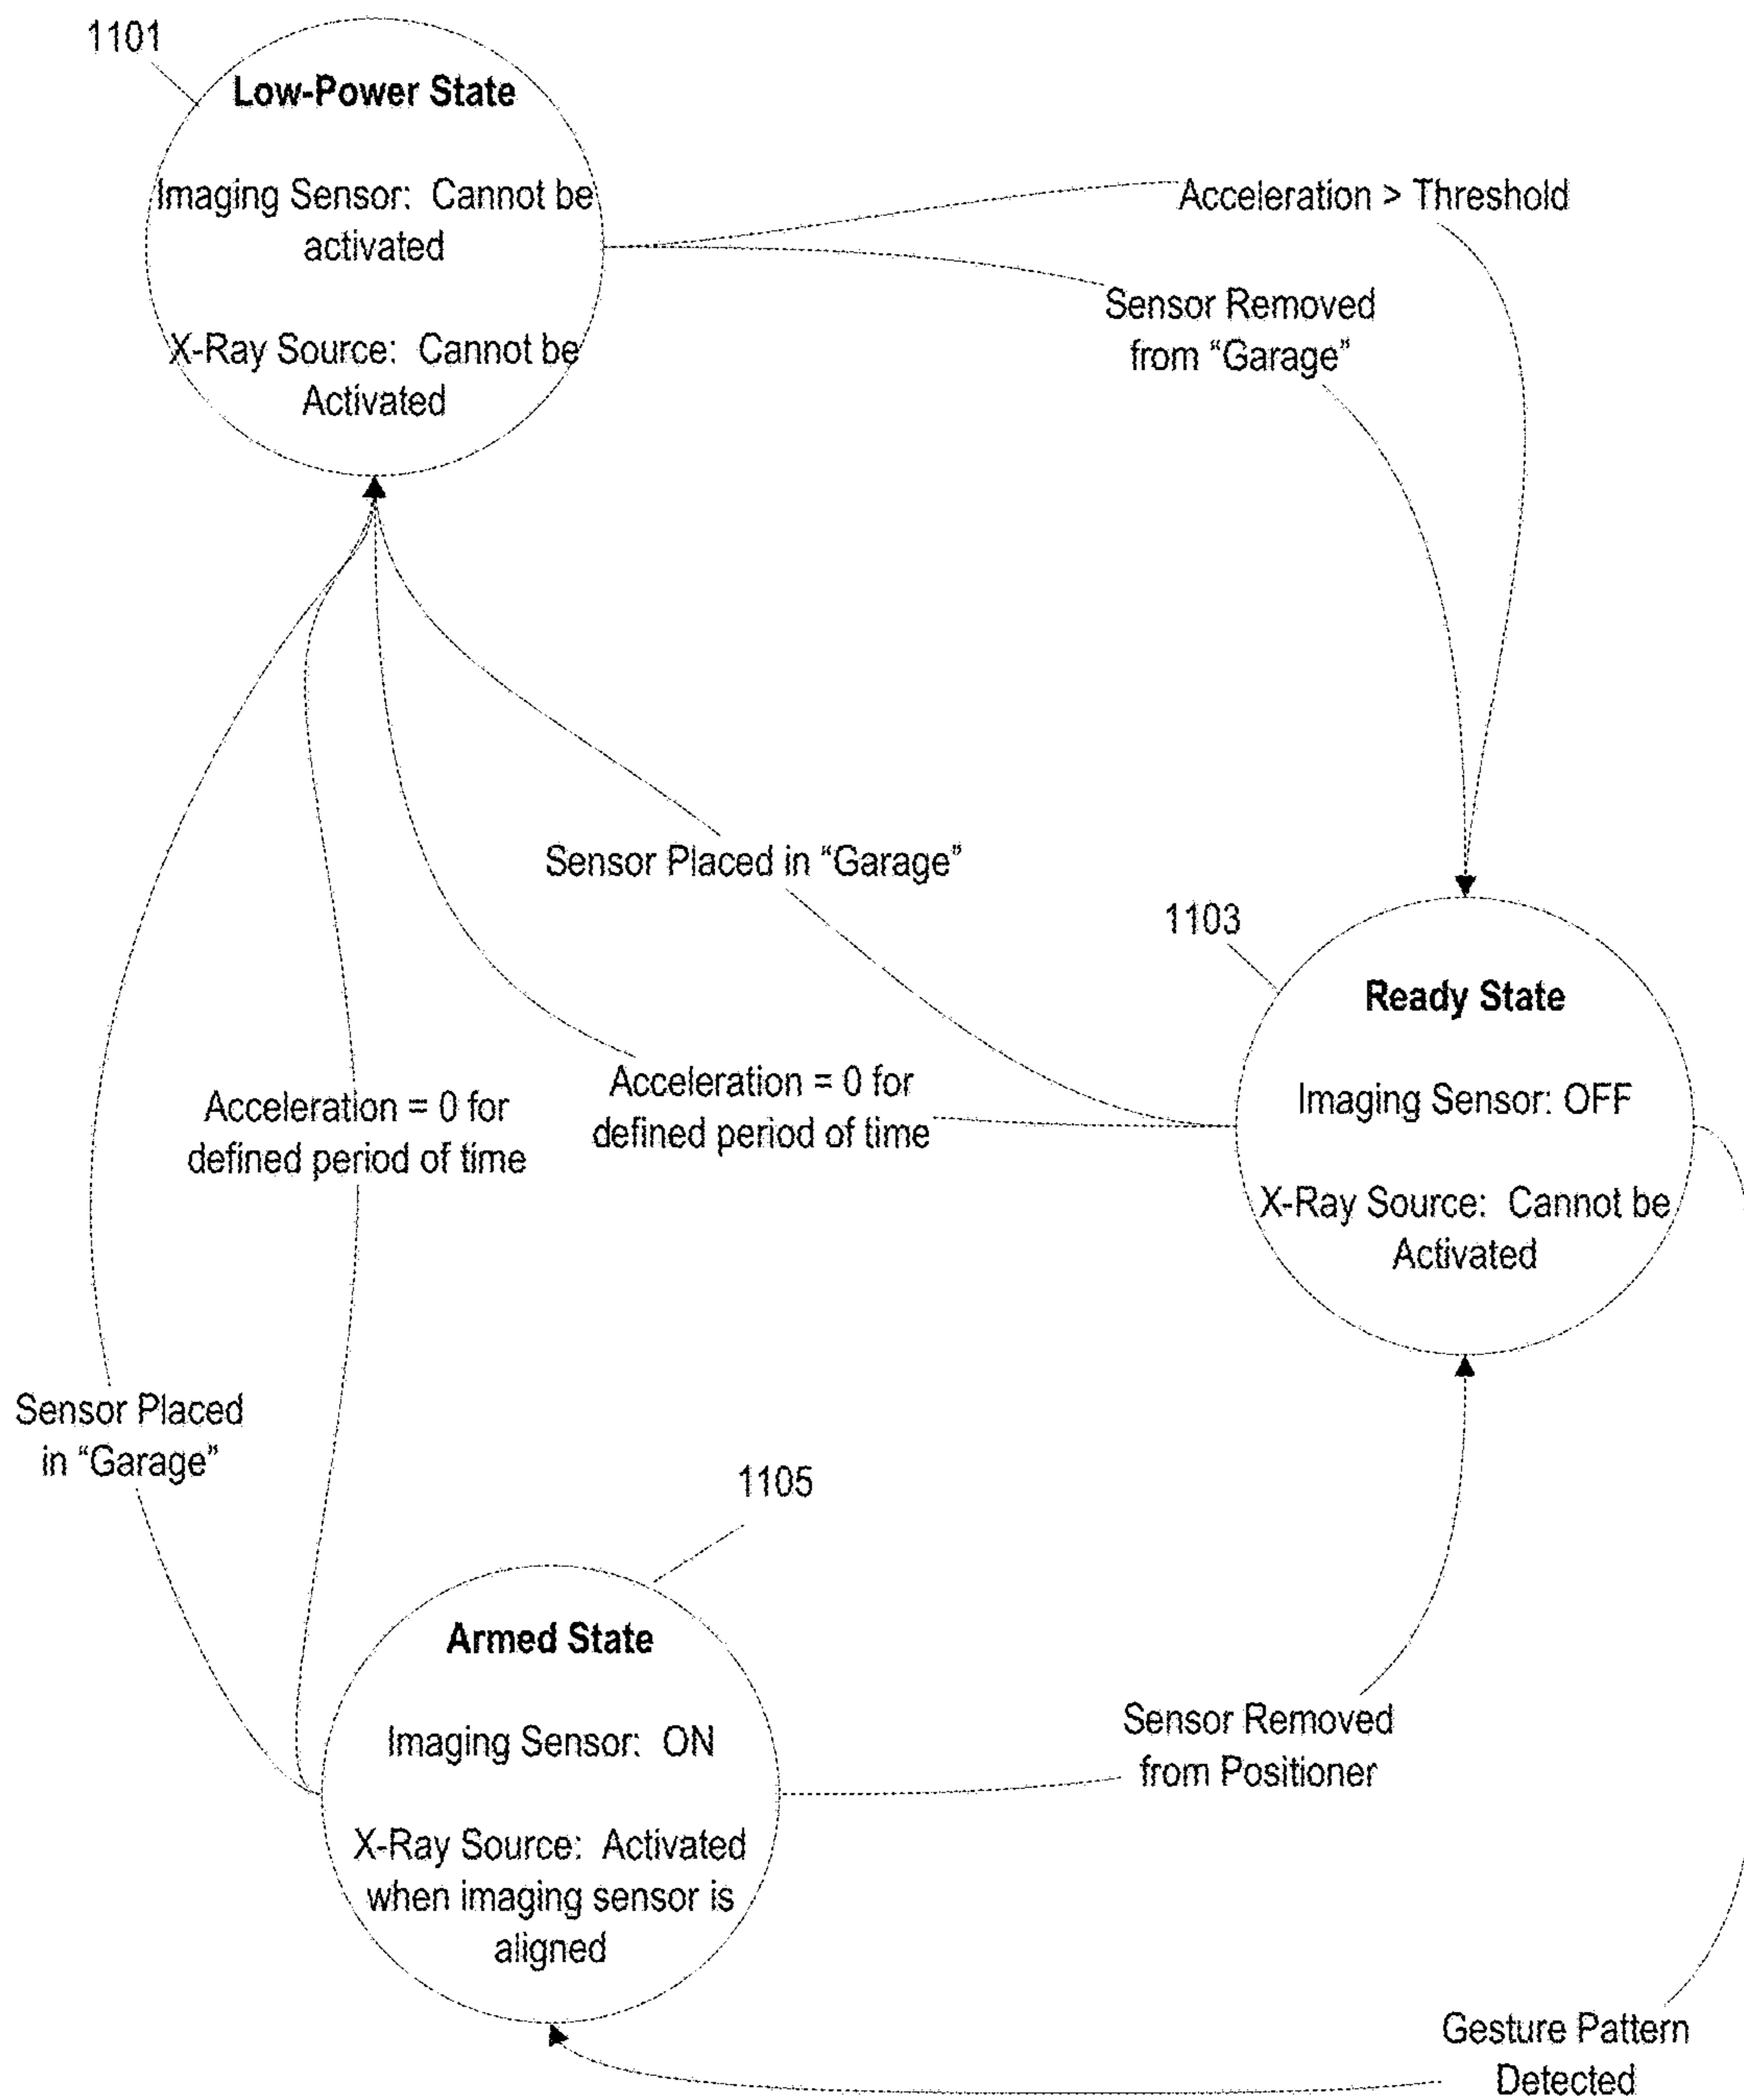 1101
Low-Power State
Imaging Sensor: Cannot be
activated
X-Ray Source: Cannot be
Activated
Acceleration > Threshold
Sensor Removed
from “Garage”
Sensor Placed in “Garage”
1103
Ready State
Imaging Sensor: OFF
X-Ray Source: Cannot be
Activated
Acceleration = 0 for
defined period of time
Acceleration = 0 for
defined period of time
Sensor Placed
in “Garage”
1105
Armed State
Imaging Sensor: ON
X-Ray Source: Activated
when imaging sensor is
aligned
Sensor Removed
from Positioner
Gesture Pattern
Detected